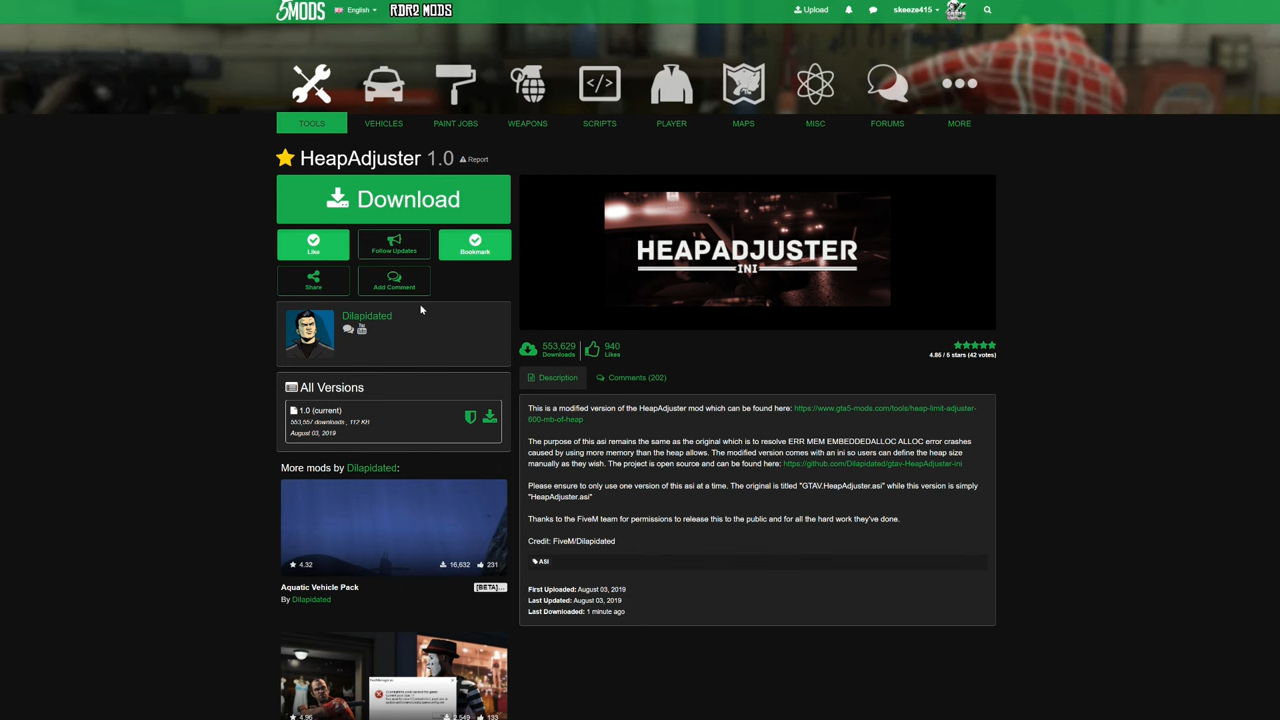 5MODS
English
RDR2 MODS
Upload
skeeze415
TOOLS
VEHICLES
PAINT JOBS
WEAPONS
SCRIPTS
PLAYER
MAPS
MISC
FORUMS
MORE
HeapAdjuster 1.0
Report
Download
Like
Follow Updates
Bookmark
Share
Add Comment
Dilapidated
All Versions
1.0 (current)
553,557 downloads , 112 KB
August 03, 2019
More mods by Dilapidated:
4.32
16,632
231
Aquatic Vehicle Pack
[BETA]...
By Dilapidated
4.96
2,549
133
HEAPADJUSTER
INI
553,629
Downloads
940
Likes
4.86 / 5 stars (42 votes)
Description
Comments (202)
This is a modified version of the HeapAdjuster mod which can be found here: https://www.gta5-mods.com/tools/heap-limit-adjuster-
600-mb-of-heap
The purpose of this asi remains the same as the original which is to resolve ERR MEM EMBEDDEDALLOC ALLOC error crashes
caused by using more memory than the heap allows. The modified version comes with an ini so users can define the heap size
manually as they wish. The project is open source and can be found here: https://github.com/Dilapidated/gtav-HeapAdjuster-ini
Please ensure to only use one version of this asi at a time. The original is titled "GTAV.HeapAdjuster.asi" while this version is simply
"HeapAdjuster.asi"
Thanks to the FiveM team for permissions to release this to the public and for all the hard work they've done.
Credit: FiveM/Dilapidated
ASI
First Uploaded: August 03, 2019
Last Updated: August 03, 2019
Last Downloaded: 1 minute ago